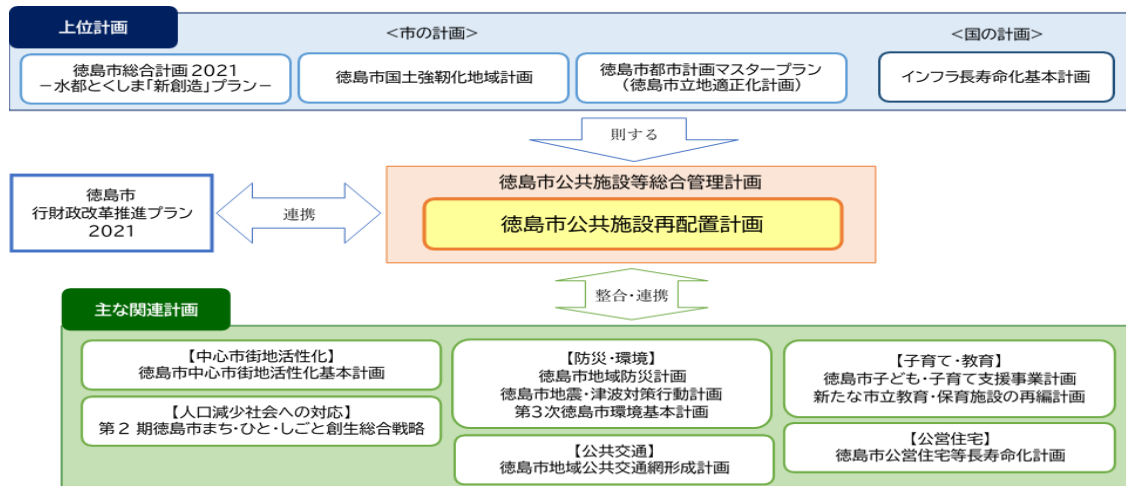 上位計画
<市の計画>
<国の計画>
徳島市総合計画2021
－水都とくしま「新創造」プラン－
徳島市国土強靭化地域計画
徳島市都市計画マスタープラン
(徳島市立地適正化計画)
インフラ長寿命化基本計画
則する
徳島市
行財政改革推進プラン
2021
連携
徳島市公共施設等総合管理計画
徳島市公共施設再配置計画
整合・連携
主な関連計画
【中心市街地活性化】
徳島市中心市街地活性化基本計画
【人口減少社会への対応】
第2期徳島市まち・ひと・しごと創生総合戦略
【防災・環境】
徳島市地域防災計画
徳島市地震・津波対策行動計画
第3次徳島市環境基本計画
【公共交通】
徳島市地域公共交通網形成計画
【子育て・教育】
徳島市子ども・子育て支援事業計画
新たな市立教育・保育施設の再編計画
【公営住宅】
徳島市公営住宅等長寿命化計画